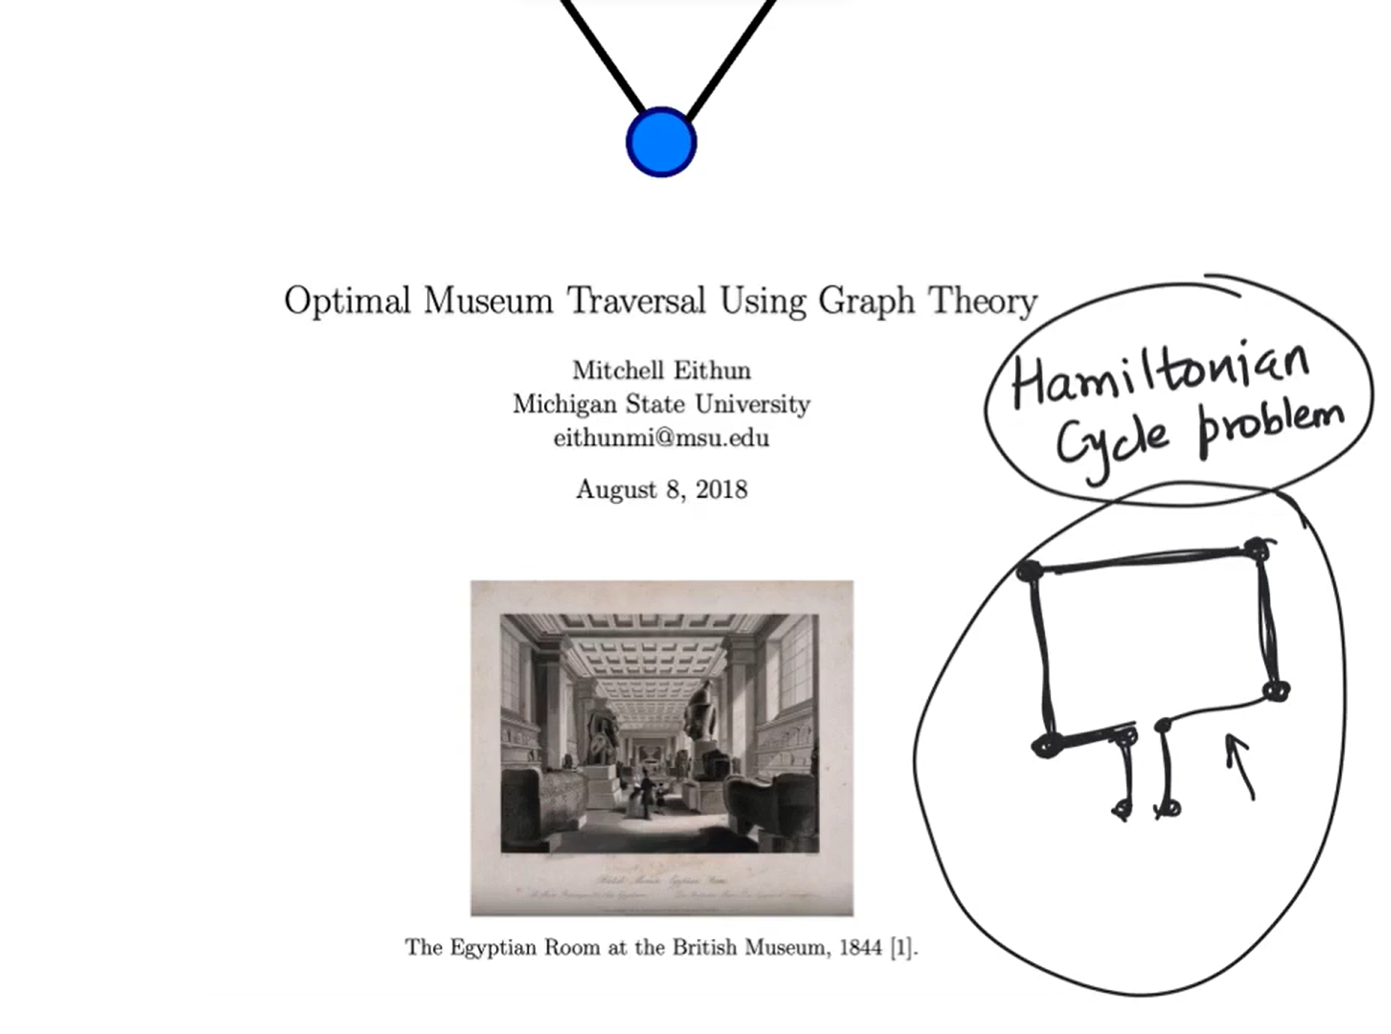 Optimal Museum Traversal Using Graph Theory
Mitchell Eithun
Michigan State University
eithunmi@msu.edu
August 8, 2018
Hamiltonian
Cycle problem
The Egyptian Room at the British Museum, 1844 [1].